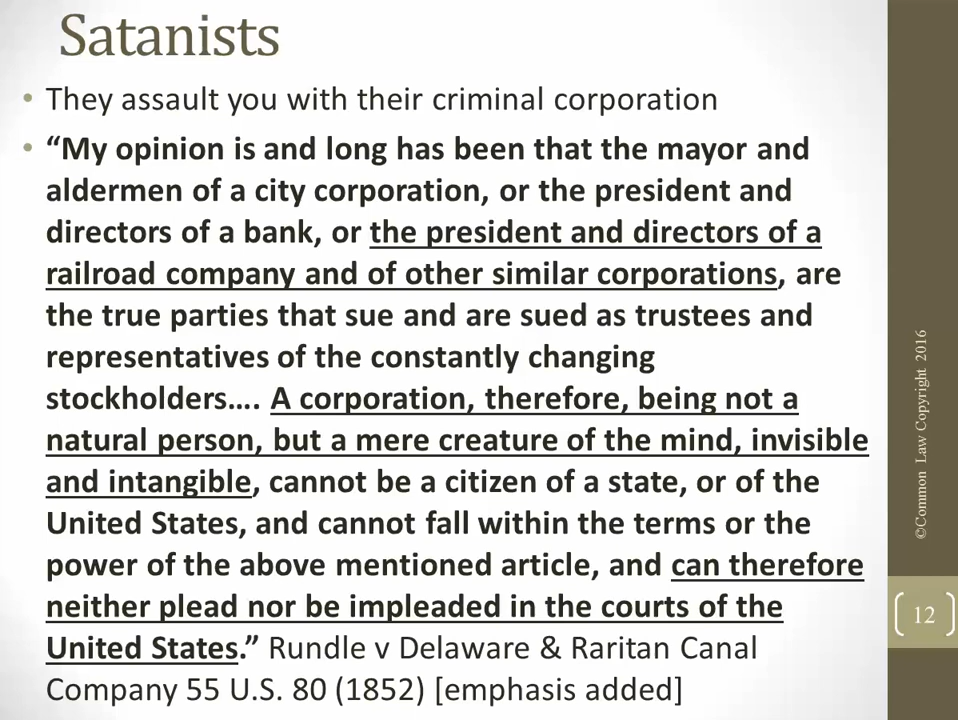 Satanists
• They assault you with their criminal corporation
• “My opinion is and long has been that the mayor and
aldermen of a city corporation, or the president and
directors of a bank, or the president and directors of a
railroad company and of other similar corporations, are
the true parties that sue and are sued as trustees and
representatives of the constantly changing
stockholders…. A corporation, therefore, being not a
natural person, but a mere creature of the mind, invisible
and intangible, cannot be a citizen of a state, or of the
United States, and cannot fall within the terms or the
power of the above mentioned article, and can therefore
neither plead nor be impleaded in the courts of the
United States.” Rundle v Delaware & Raritan Canal
Company 55 U.S. 80 (1852) [emphasis added]
©Common Law Copyright 2016
12